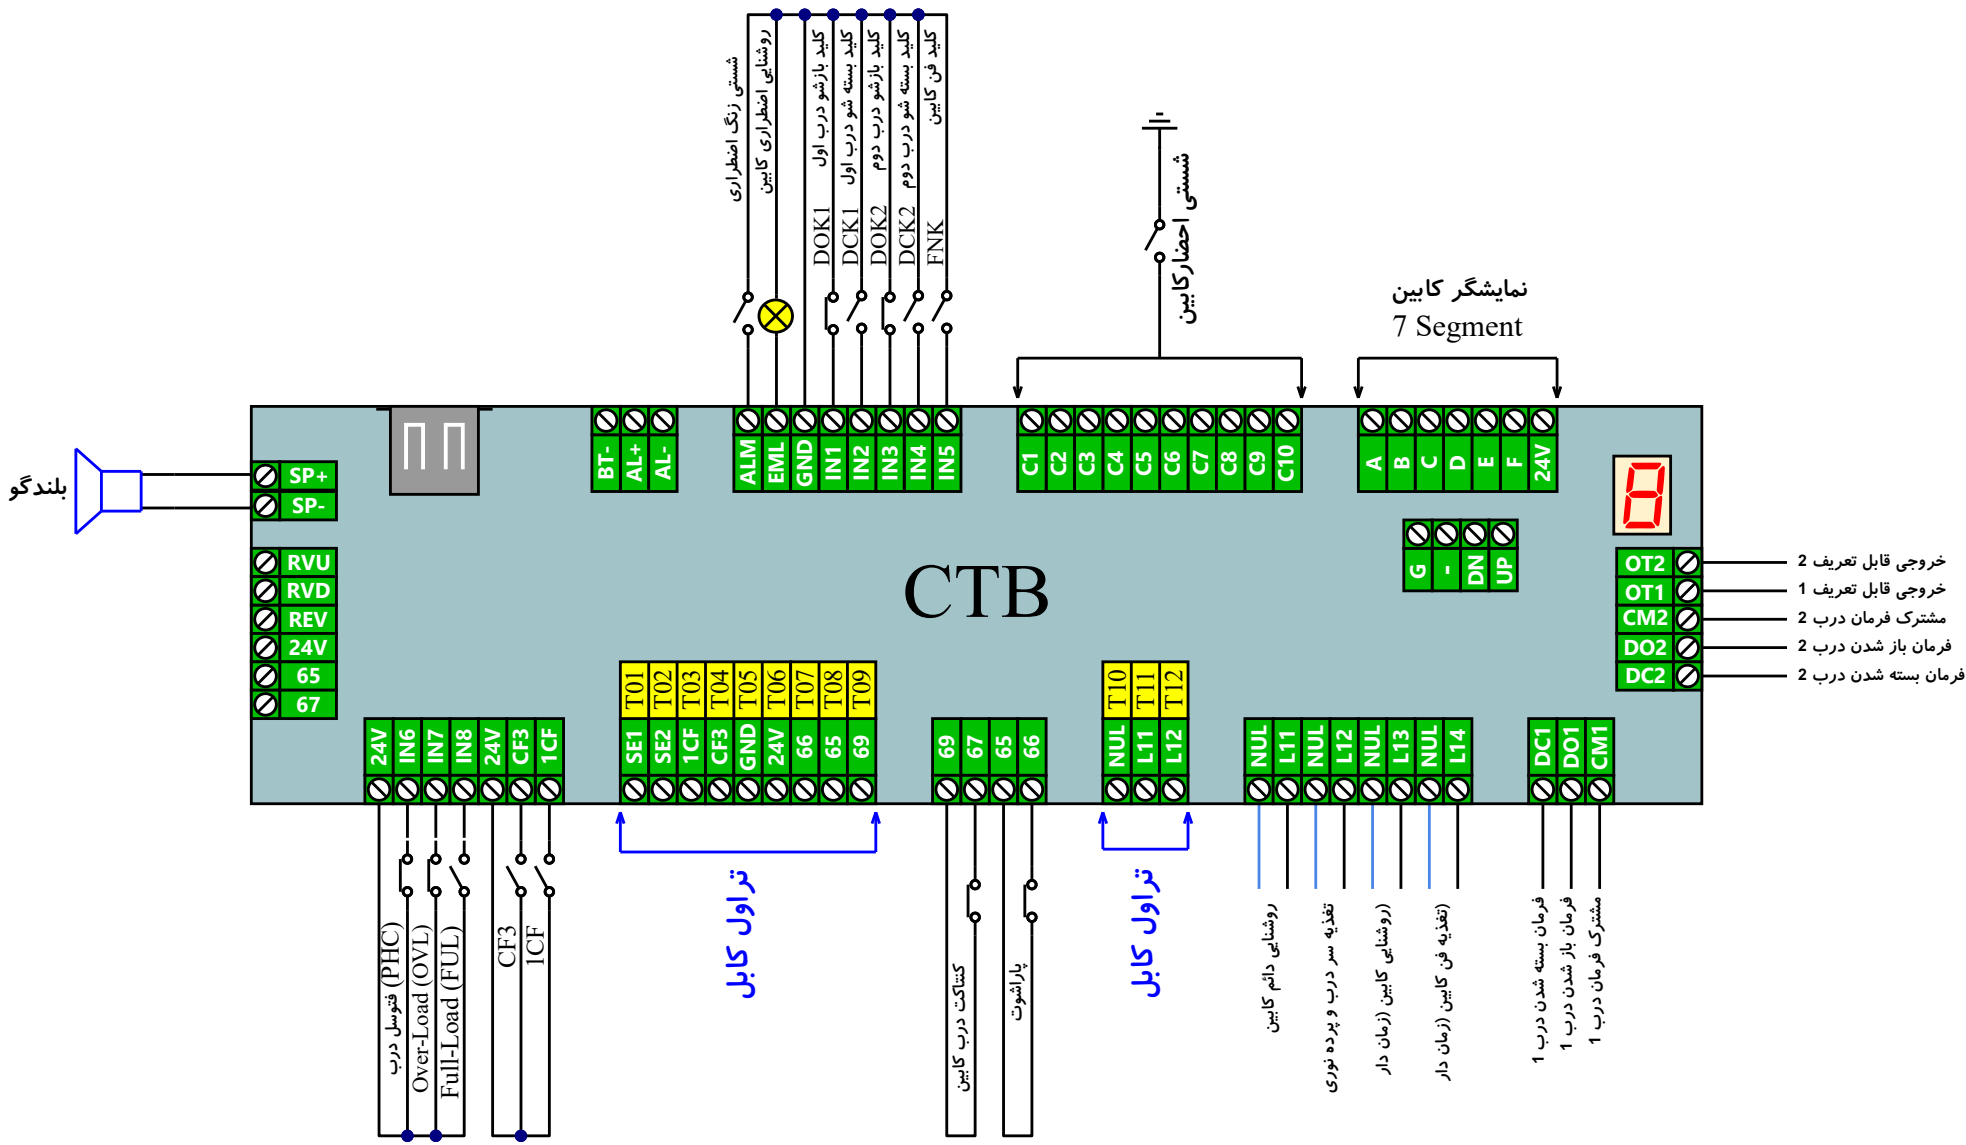 شستی زنگ اضطراری
روشنایی اضطراری کابین
کلید بازشو درب اول
DOK1
کلید بسته شو درب اول
DCK1
کلید بازشو درب دوم
DOK2
کلید بسته شو درب دوم
DCK2
کلید فن کابین
FNK
شستی احضارکابین
نمایشگر کابین
7 Segment
BT-
AL+
AL-
ALM
EML
GND
IN1
IN2
IN3
IN4
IN5
C1
C2
C3
C4
C5
C6
C7
C8
C9
C10
A
B
C
D
E
F
24V
8
G
-
DN
UP
بلندگو
SP+
SP-
RVU
RVD
REV
24V
65
67
CTB
OT2
خروجی قابل تعریف 2
OT1
خروجی قابل تعریف 1
CM2
مشترک فرمان درب 2
DO2
فرمان باز شدن درب 2
DC2
فرمان بسته شدن درب 2
T01
T02
T03
T04
T05
T06
T07
T08
T09
T10
T11
T12
24V
IN6
IN7
IN8
24V
CF3
1CF
SE1
SE2
1CF
CF3
GND
24V
66
65
69
69
67
65
66
NUL
L11
L12
NUL
L11
NUL
L12
NUL
L13
NUL
L14
DC1
DO1
CM1
فتوسل درب (PHC)
Over-Load (OVL)
Full-Load (FUL)
CF3
1CF
تراول کابل
کنتاکت درب کابین
پاراشوت
تراول کابل
روشنایی دائم کابین
تغذیه سر درب و پرده نوری
روشنایی کابین (زمان دار)
تغذیه فن کابین (زمان دار)
فرمان بسته شدن درب 1
فرمان باز شدن درب 1
مشترک فرمان درب 1